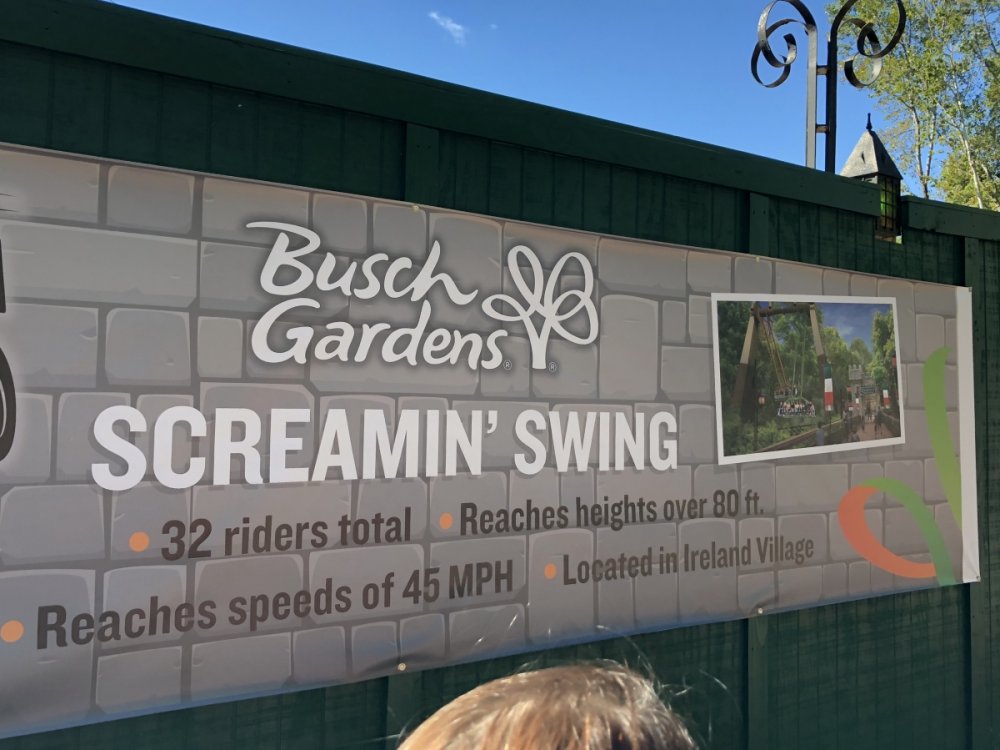 Busch
Gardens®
®
SCREAMIN' SWING
• 32 riders total • Reaches heights over 80 ft.
• Reaches speeds of 45 MPH • Located in Ireland Village